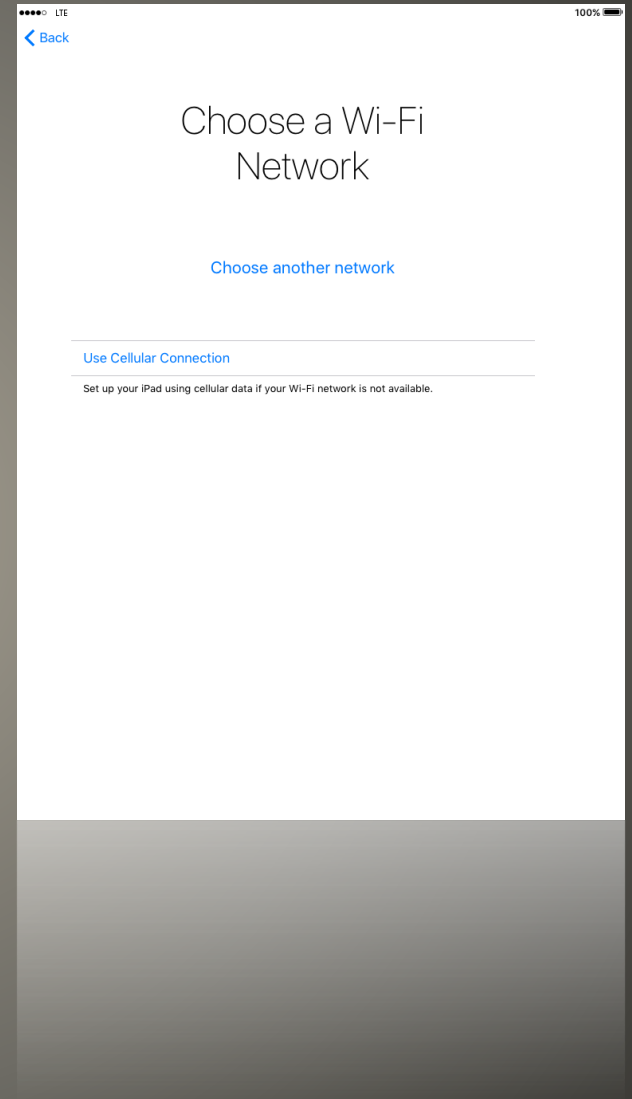 LTE
100%
Back
Choose a Wi-Fi
Network
Choose another network
Use Cellular Connection
Set up your iPad using cellular data if your Wi-Fi network is not available.